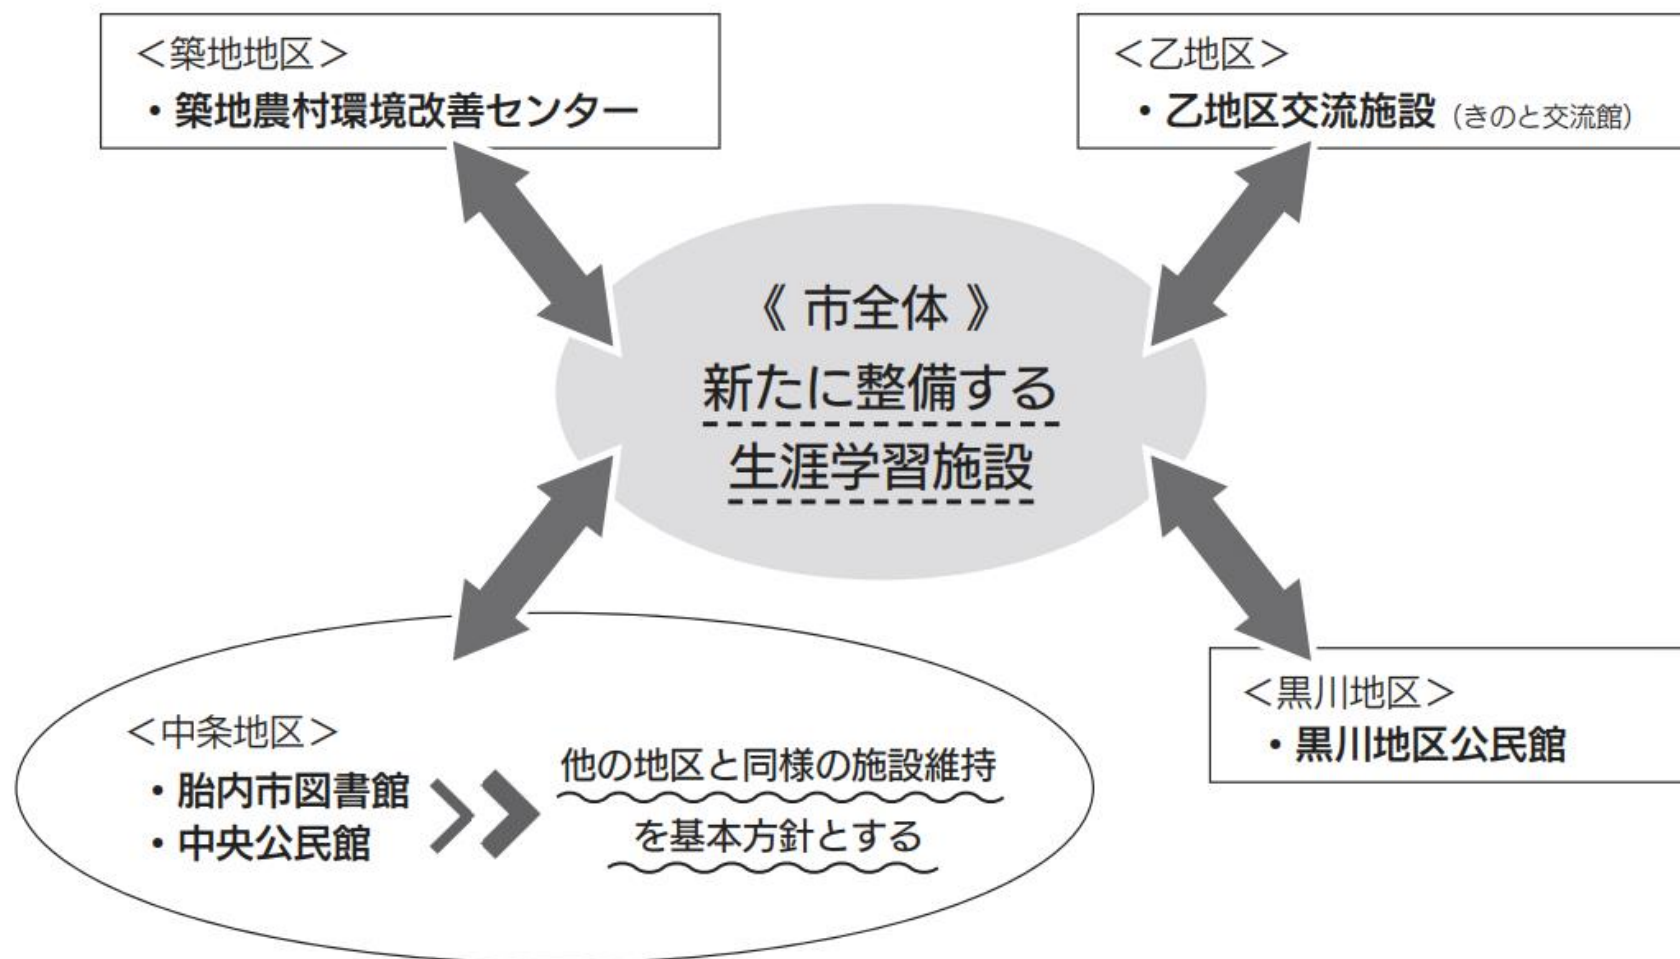 ＜築地地区＞
・築地農村環境改善センター
＜乙地区＞
・乙地区交流施設（きのと交流館）
《 市全体 》
新たに整備する
生涯学習施設
＜中条地区＞
・胎内市図書館
・中央公民館
他の地区と同様の施設維持
を基本方針とする
＜黒川地区＞
・黒川地区公民館